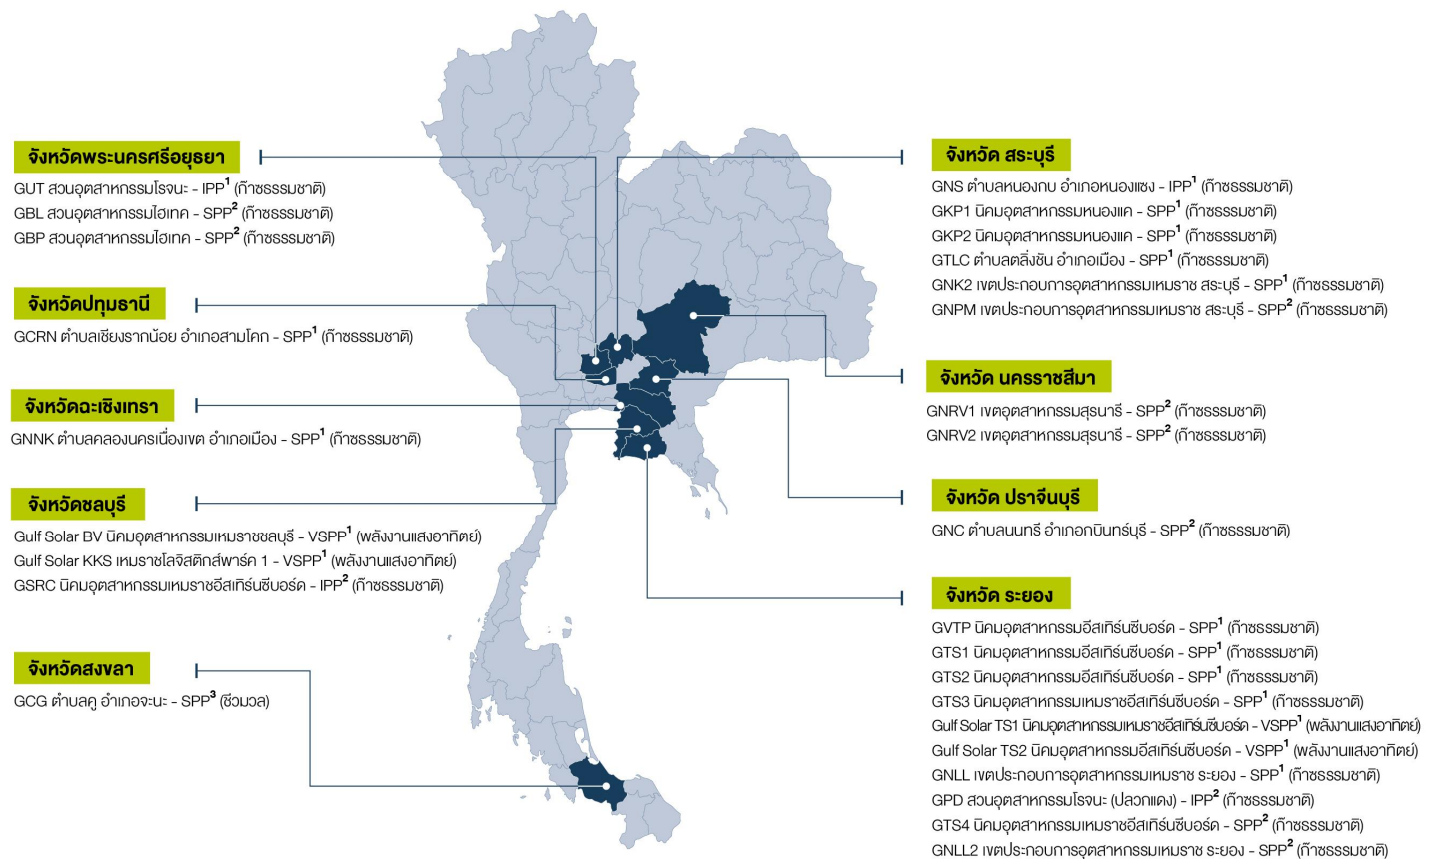 จังหวัดพระนครศรีอยุธยา
GUT สวนอุตสาหกรรมโรจนะ - IPP¹ (ก๊าซธรรมชาติ)
GBL สวนอุตสาหกรรมไฮเทค - SPP² (ก๊าซธรรมชาติ)
GBP สวนอุตสาหกรรมไฮเทค - SPP² (ก๊าซธรรมชาติ)
จังหวัดปทุมธานี
GCRN ตำบลเชียงรากน้อย อำเภอสามโคก - SPP¹ (ก๊าซธรรมชาติ)
จังหวัดฉะเชิงเทรา
GNNK ตำบลคลองนครเนื่องเขต อำเภอเมือง - SPP¹ (ก๊าซธรรมชาติ)
จังหวัดชลบุรี
Gulf Solar BV นิคมอุตสาหกรรมเหมราชชลบุรี - VSPP¹ (พลังงานแสงอาทิตย์)
Gulf Solar KKS เหมราชโลจิสติกส์พาร์ค 1 - VSPP¹ (พลังงานแสงอาทิตย์)
GSRC นิคมอุตสาหกรรมเหมราชอีสเทิร์นซีบอร์ด - IPP² (ก๊าซธรรมชาติ)
จังหวัดสงขลา
GCG ตำบลคู อำเภอจะนะ - SPP³ (ชีวมวล)
จังหวัด สระบุรี
GNS ตำบลหนองกบ อำเภอหนองแซง - IPP¹ (ก๊าซธรรมชาติ)
GKP1 นิคมอุตสาหกรรมหนองแค - SPP¹ (ก๊าซธรรมชาติ)
GKP2 นิคมอุตสาหกรรมหนองแค - SPP¹ (ก๊าซธรรมชาติ)
GTLC ตำบลตลิ่งชัน อำเภอเมือง - SPP¹ (ก๊าซธรรมชาติ)
GNK2 เขตประกอบการอุตสาหกรรมเหมราช สระบุรี - SPP¹ (ก๊าซธรรมชาติ)
GNPM เขตประกอบการอุตสาหกรรมเหมราช สระบุรี - SPP² (ก๊าซธรรมชาติ)
จังหวัด นครราชสีมา
GNRV1 เขตอุตสาหกรรมสุรนารี - SPP² (ก๊าซธรรมชาติ)
GNRV2 เขตอุตสาหกรรมสุรนารี - SPP² (ก๊าซธรรมชาติ)
จังหวัด ปราจีนบุรี
GNC ตำบลนนทรี อำเภอกบินทร์บุรี - SPP² (ก๊าซธรรมชาติ)
จังหวัด ระยอง
GVTP นิคมอุตสาหกรรมอีสเทิร์นซีบอร์ด - SPP¹ (ก๊าซธรรมชาติ)
GTS1 นิคมอุตสาหกรรมอีสเทิร์นซีบอร์ด - SPP¹ (ก๊าซธรรมชาติ)
GTS2 นิคมอุตสาหกรรมอีสเทิร์นซีบอร์ด - SPP¹ (ก๊าซธรรมชาติ)
GTS3 นิคมอุตสาหกรรมเหมราชอีสเทิร์นซีบอร์ด - SPP¹ (ก๊าซธรรมชาติ)
Gulf Solar TS1 นิคมอุตสาหกรรมเหมราชอีสเทิร์นซีบอร์ด - VSPP¹ (พลังงานแสงอาทิตย์)
Gulf Solar TS2 นิคมอุตสาหกรรมอีสเทิร์นซีบอร์ด - VSPP¹ (พลังงานแสงอาทิตย์)
GNLL เขตประกอบการอุตสาหกรรมเหมราช ระยอง - SPP¹ (ก๊าซธรรมชาติ)
GPD สวนอุตสาหกรรมโรจนะ (ปลวกแดง) - IPP² (ก๊าซธรรมชาติ)
GTS4 นิคมอุตสาหกรรมเหมราชอีสเทิร์นซีบอร์ด - SPP² (ก๊าซธรรมชาติ)
GNLL2 เขตประกอบการอุตสาหกรรมเหมราช ระยอง - SPP² (ก๊าซธรรมชาติ)